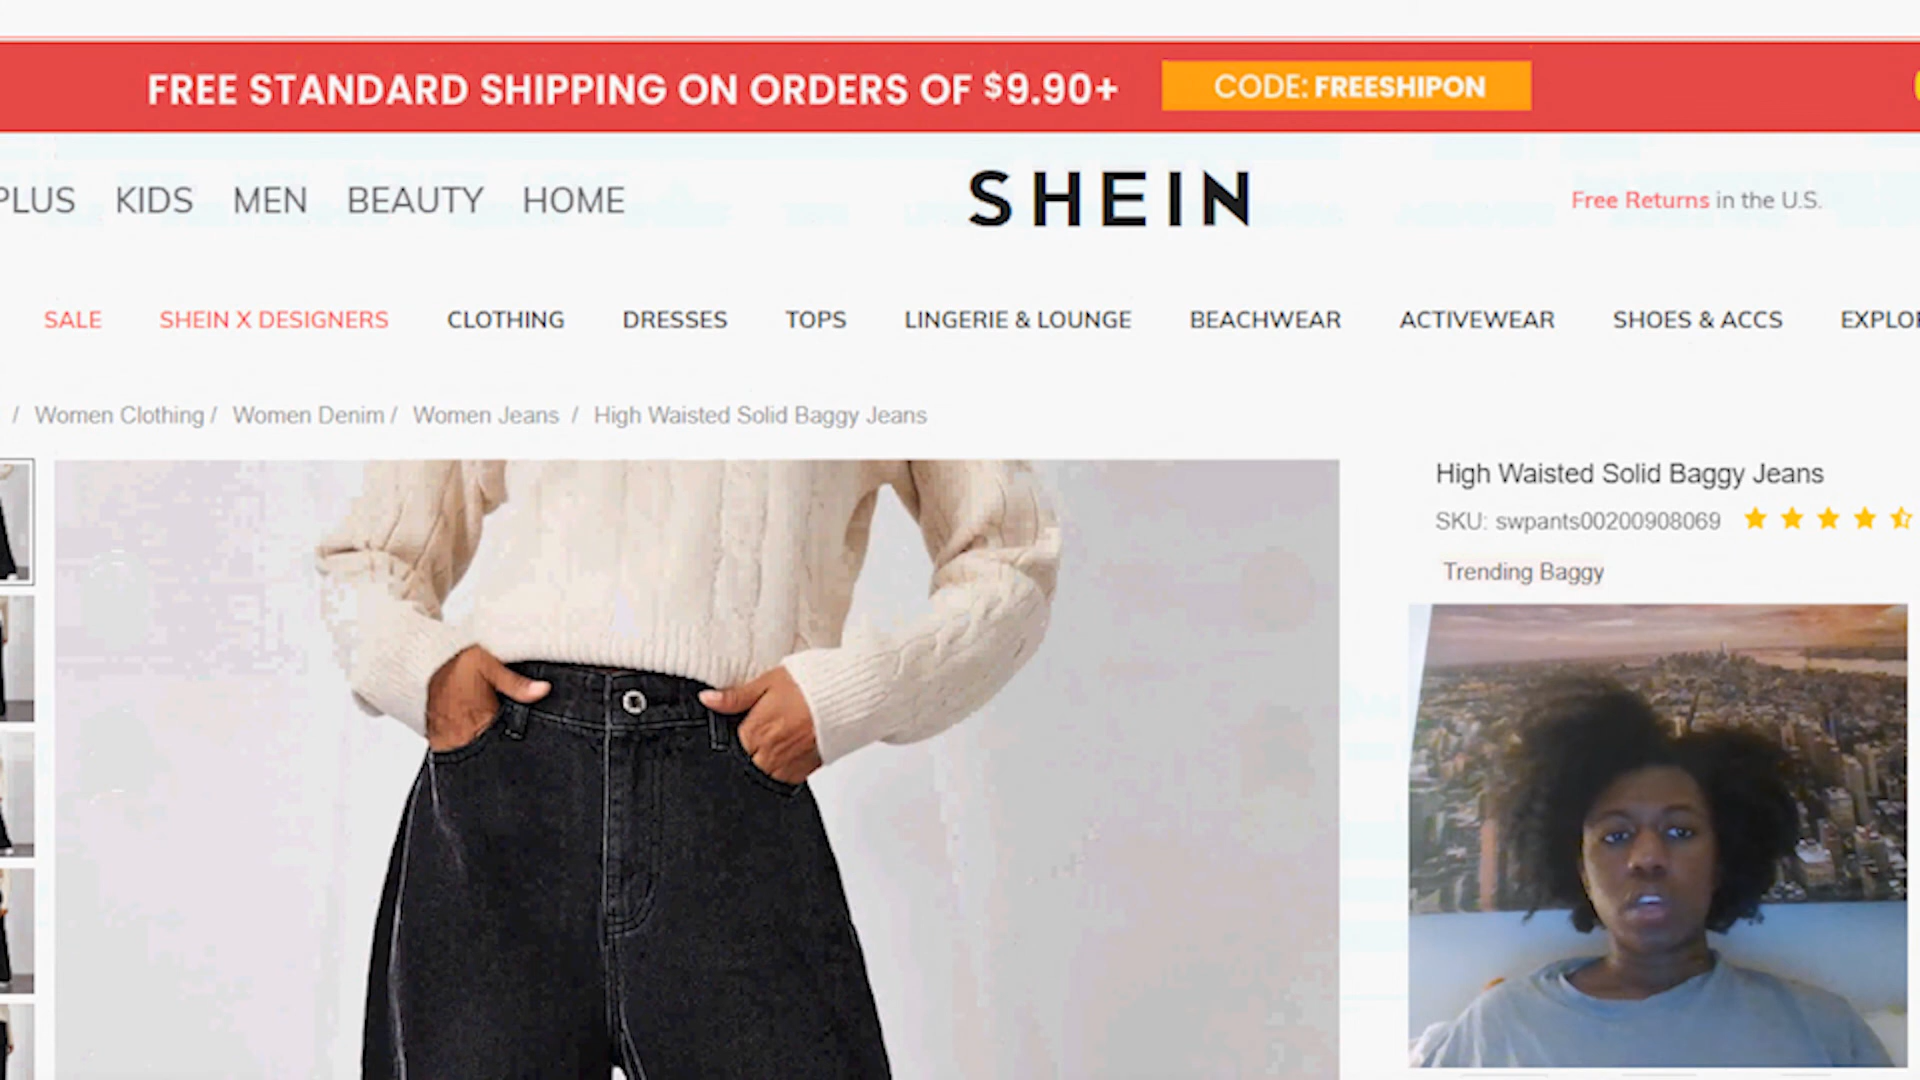 FREE STANDARD SHIPPING ON ORDERS OF $9.90+ CODE: FREESHIPON
PLUS KIDS MEN BEAUTY HOME SHEIN Free Returns in the U.S.
SALE SHEIN X DESIGNERS CLOTHING DRESSES TOPS LINGERIE & LOUNGE BEACHWEAR ACTIVEWEAR SHOES & ACCS EXPLOR
/ Women Clothing / Women Denim / Women Jeans / High Waisted Solid Baggy Jeans
High Waisted Solid Baggy Jeans
SKU: swpants00200908069
Trending Baggy